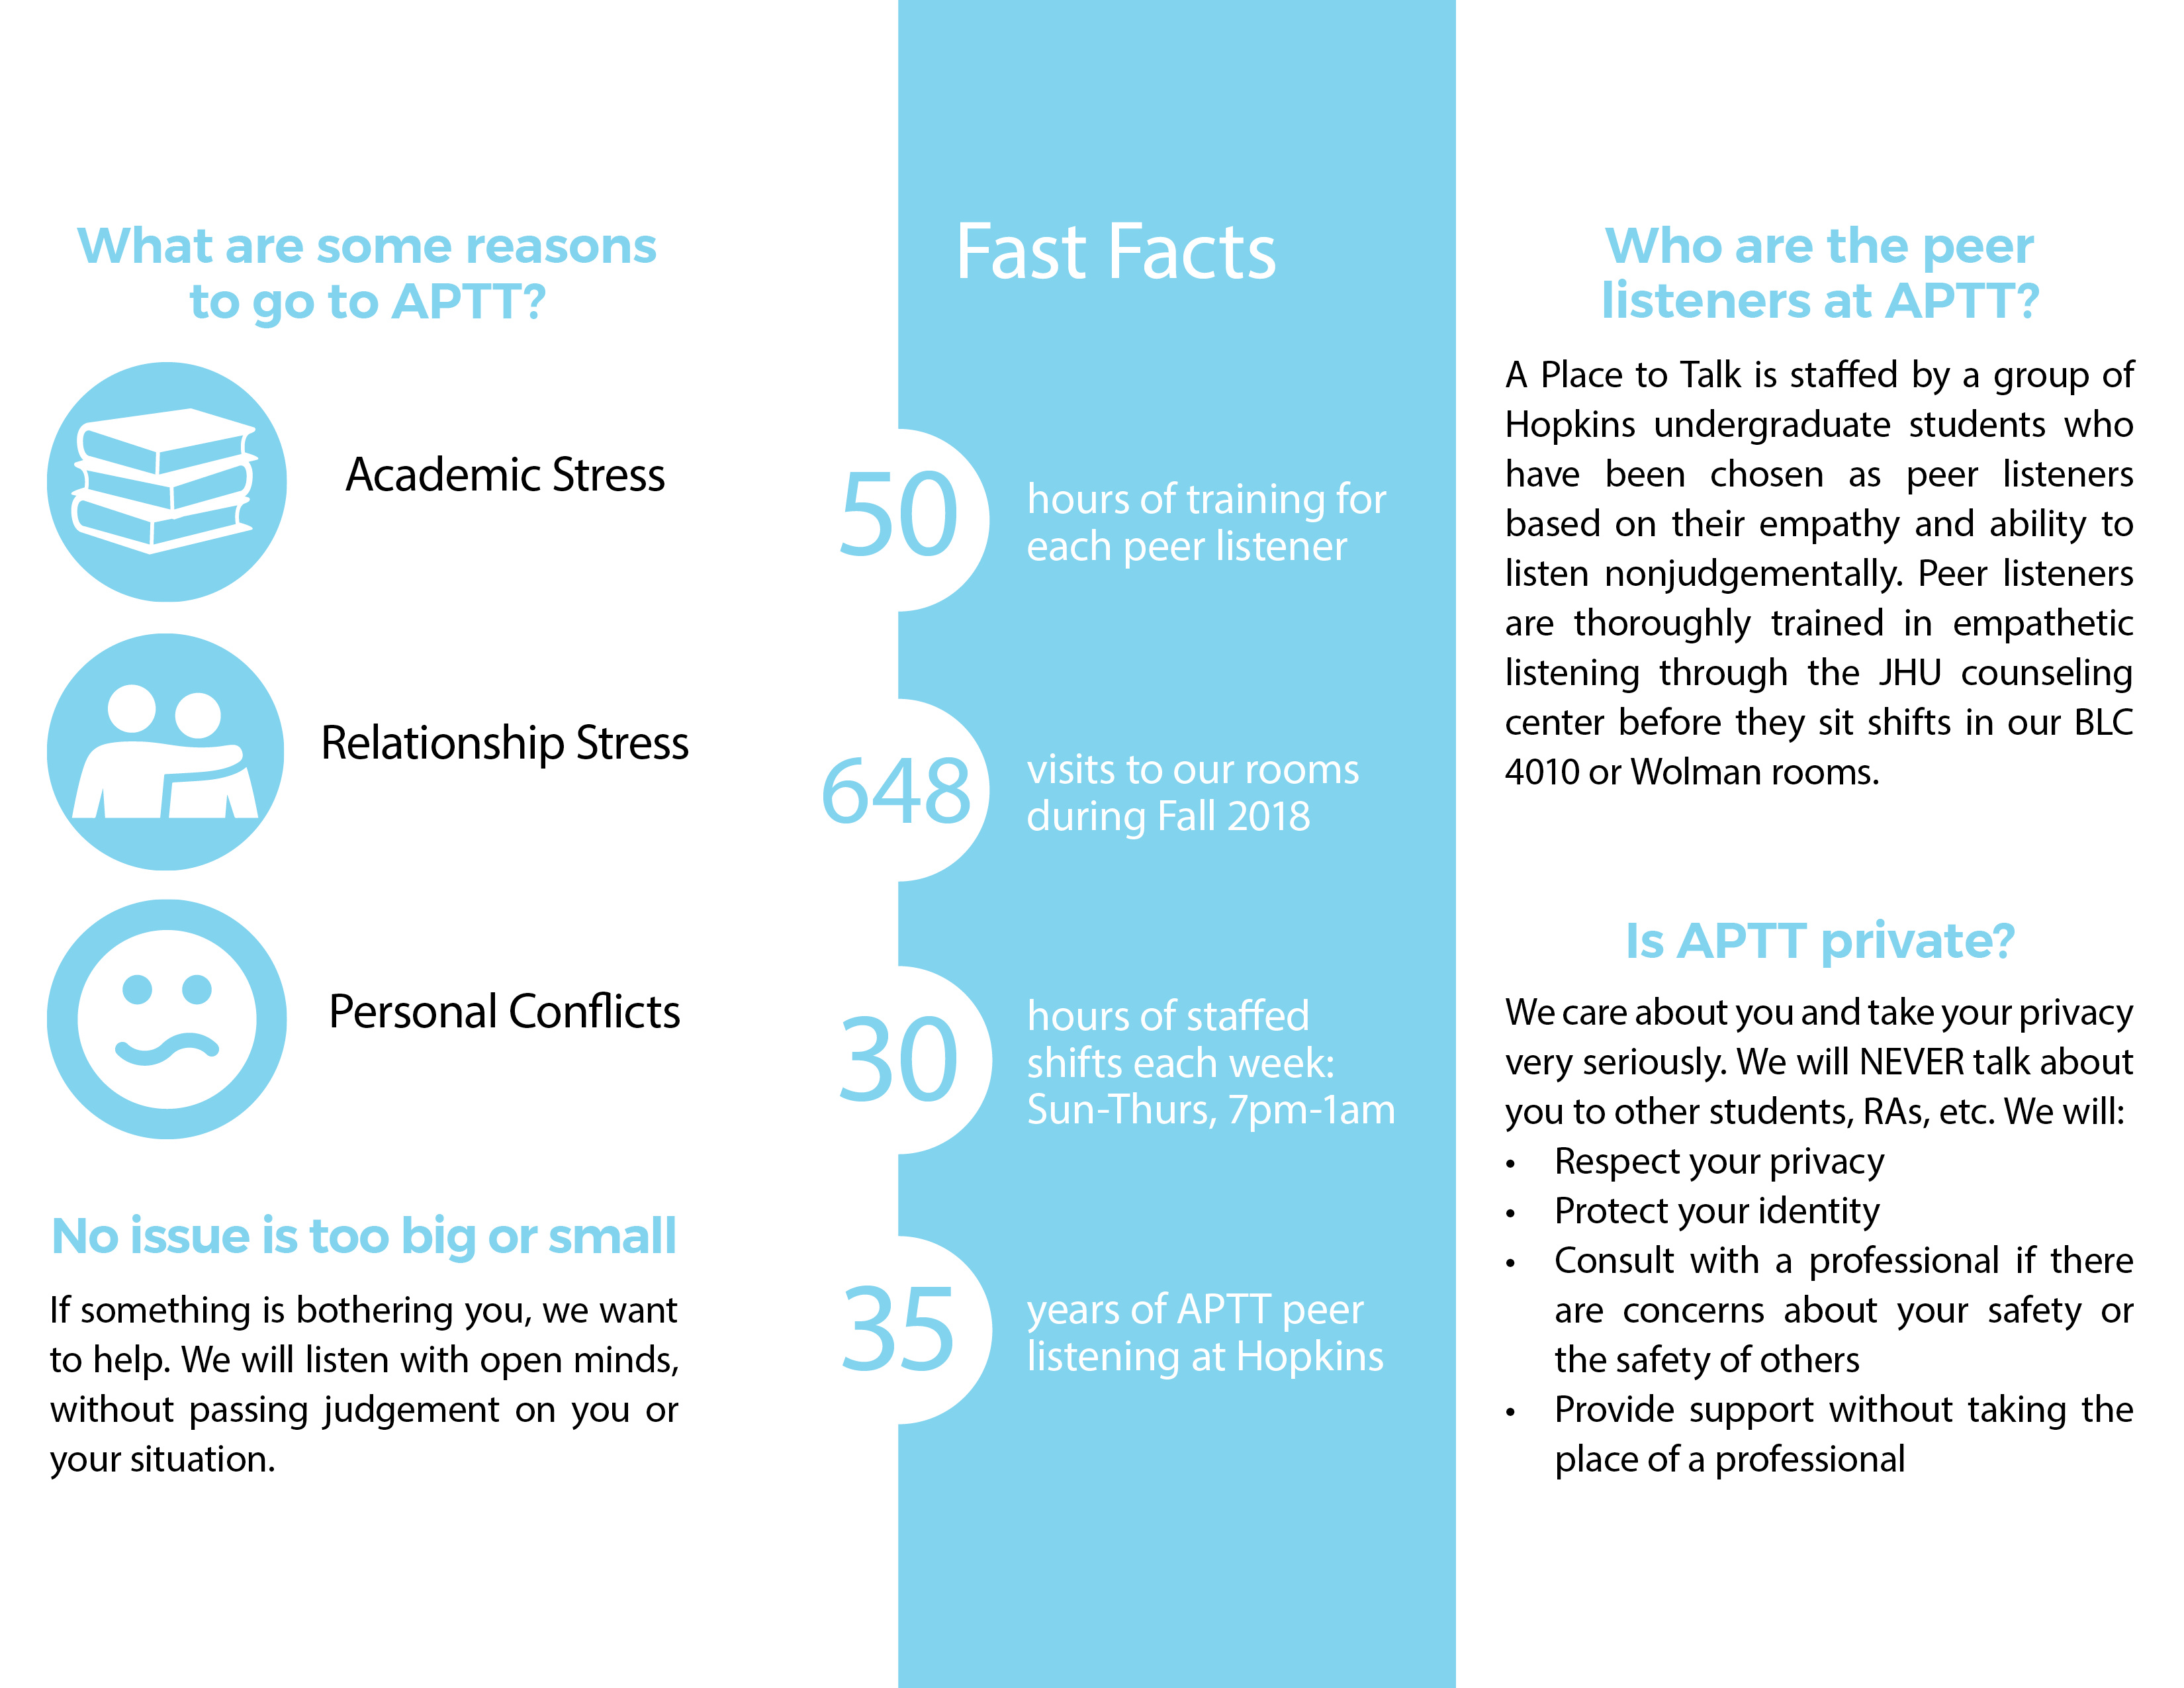 What are some reasons
to go to APTT?
Academic Stress
Relationship Stress
Personal Conflicts
No issue is too big or small
If something is bothering you, we want
to help. We will listen with open minds,
without passing judgement on you or
your situation.
Fast Facts
50
hours of training for
each peer listener
648
visits to our rooms
during Fall 2018
30
hours of staffed
shifts each week:
Sun-Thurs, 7pm-1am
35
years of APTT peer
listening at Hopkins
Who are the peer
listeners at APTT?
A Place to Talk is staffed by a group of
Hopkins undergraduate students who
have been chosen as peer listeners
based on their empathy and ability to
listen nonjudgementally. Peer listeners
are thoroughly trained in empathetic
listening through the JHU counseling
center before they sit shifts in our BLC
4010 or Wolman rooms.
Is APTT private?
We care about you and take your privacy
very seriously. We will NEVER talk about
you to other students, RAs, etc. We will:
• Respect your privacy
• Protect your identity
• Consult with a professional if there
are concerns about your safety or
the safety of others
• Provide support without taking the
place of a professional